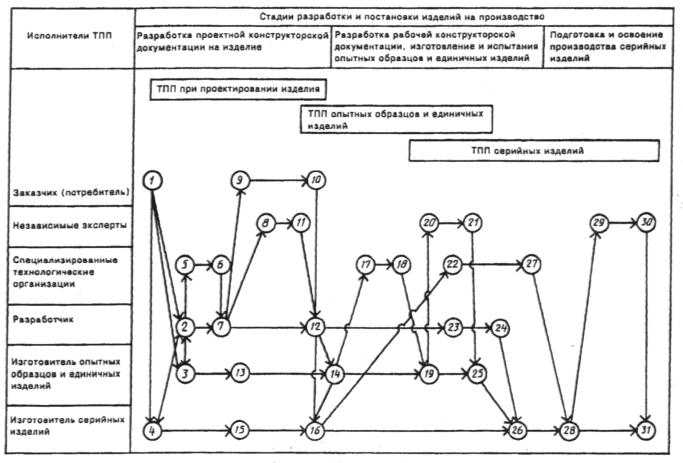 Исполнители ТПП
Стадии разработки и постановки изделий на производство
Разработка проектной конструкторской
документации на изделие
Разработка рабочей конструкторской
документации, изготовление и испытания
опытных образцов и единичных изделий
Подготовка и освоение
производства серийных
изделий
ТПП при проектировании изделия
ТПП опытных образцов и единичных
изделий
ТПП серийных изделий
Заказчик (потребитель)
1
9
10
Независимые эксперты
8
11
20
21
29
30
Специализированные
технологические
организации
5
6
17
18
22
27
Разработчик
2
7
12
23
24
Изготовитель опытных
образцов и единичных
изделий
3
13
14
19
25
Изготовитель серийных
изделий
4
15
16
26
28
31